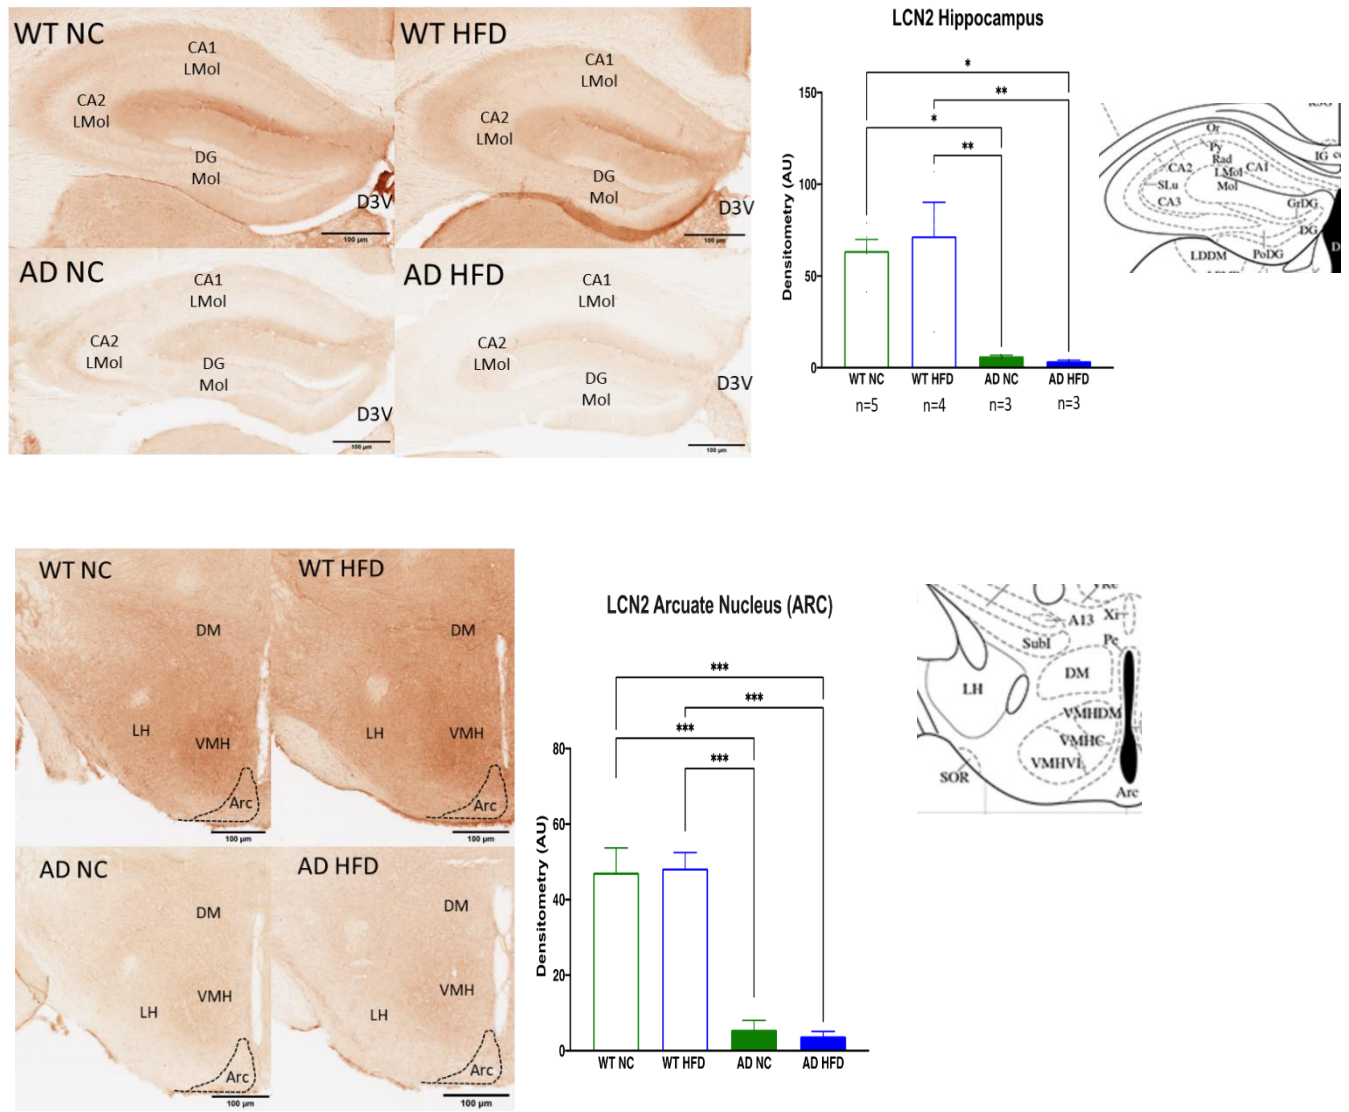 WT NC
CA1
LMol
CA2
LMol
DG
Mol
D3V
100 µm
WT HFD
CA1
LMol
CA2
LMol
DG
Mol
D3V
100 µm
AD NC
CA1
LMol
CA2
LMol
DG
Mol
D3V
100 µm
AD HFD
CA1
LMol
CA2
LMol
DG
Mol
D3V
100 µm
LCN2 Hippocampus
Densitometry (AU)
150
100
50
0
*
**
*
**
WT NC WT HFD AD NC AD HFD
n=5 n=4 n=3 n=3
Or
Py
Rad
CA2 LMol CA1
SLu Mol
CA3
GrDG
DG
LDDM PoDG
IG
D
WT NC
DM
LH
VMH
Arc
100 µm
WT HFD
DM
LH
VMH
Arc
100 µm
AD NC
DM
LH
VMH
Arc
100 µm
AD HFD
DM
LH
VMH
Arc
100 µm
LCN2 Arcuate Nucleus (ARC)
Densitometry (AU)
80
60
40
20
0
***
***
***
***
WT NC WT HFD AD NC AD HFD
A13 Xi
SubI Pe
LH DM
VMHDM
VMHC
VMHVL
SOR
Arc